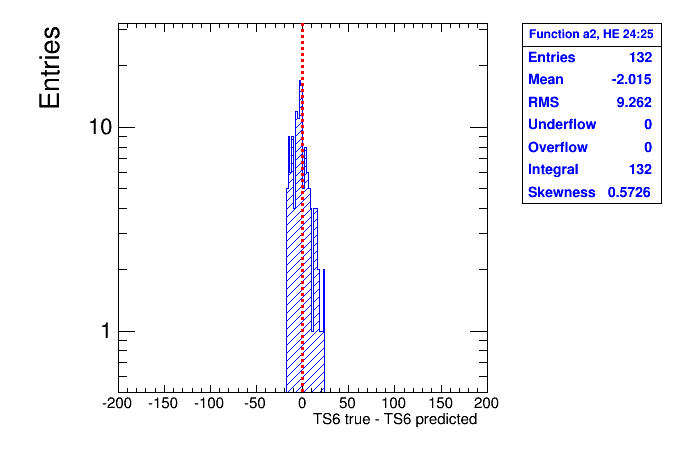 Entries
10
1
-200 -150 -100 -50 0 50 100 150 200
TS6 true - TS6 predicted
Function a2, HE 24:25
Entries 132
Mean -2.015
RMS 9.262
Underflow 0
Overflow 0
Integral 132
Skewness 0.5726